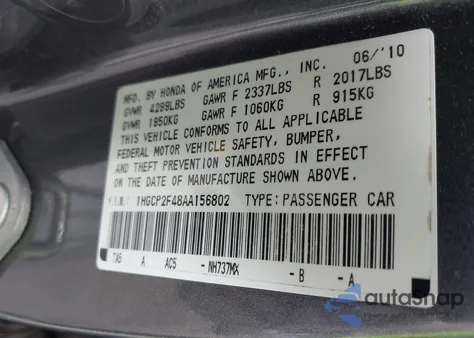 MFD. BY HONDA OF AMERICA MFG., INC. 06/'10
GVWR 4299LBS GAWR F 2337LBS R 2017LBS
GVWR 1950KG GAWR F 1060KG R 915KG
THIS VEHICLE CONFORMS TO ALL APPLICABLE
FEDERAL MOTOR VEHICLE SAFETY, BUMPER,
AND THEFT PREVENTION STANDARDS IN EFFECT
ON THE DATE OF MANUFACTURE SHOWN ABOVE.
V.I.N.: 1HGCP2F48AA156802 TYPE: PASSENGER CAR
TA5 A AC5 - NH737MX - B - A
autosnap